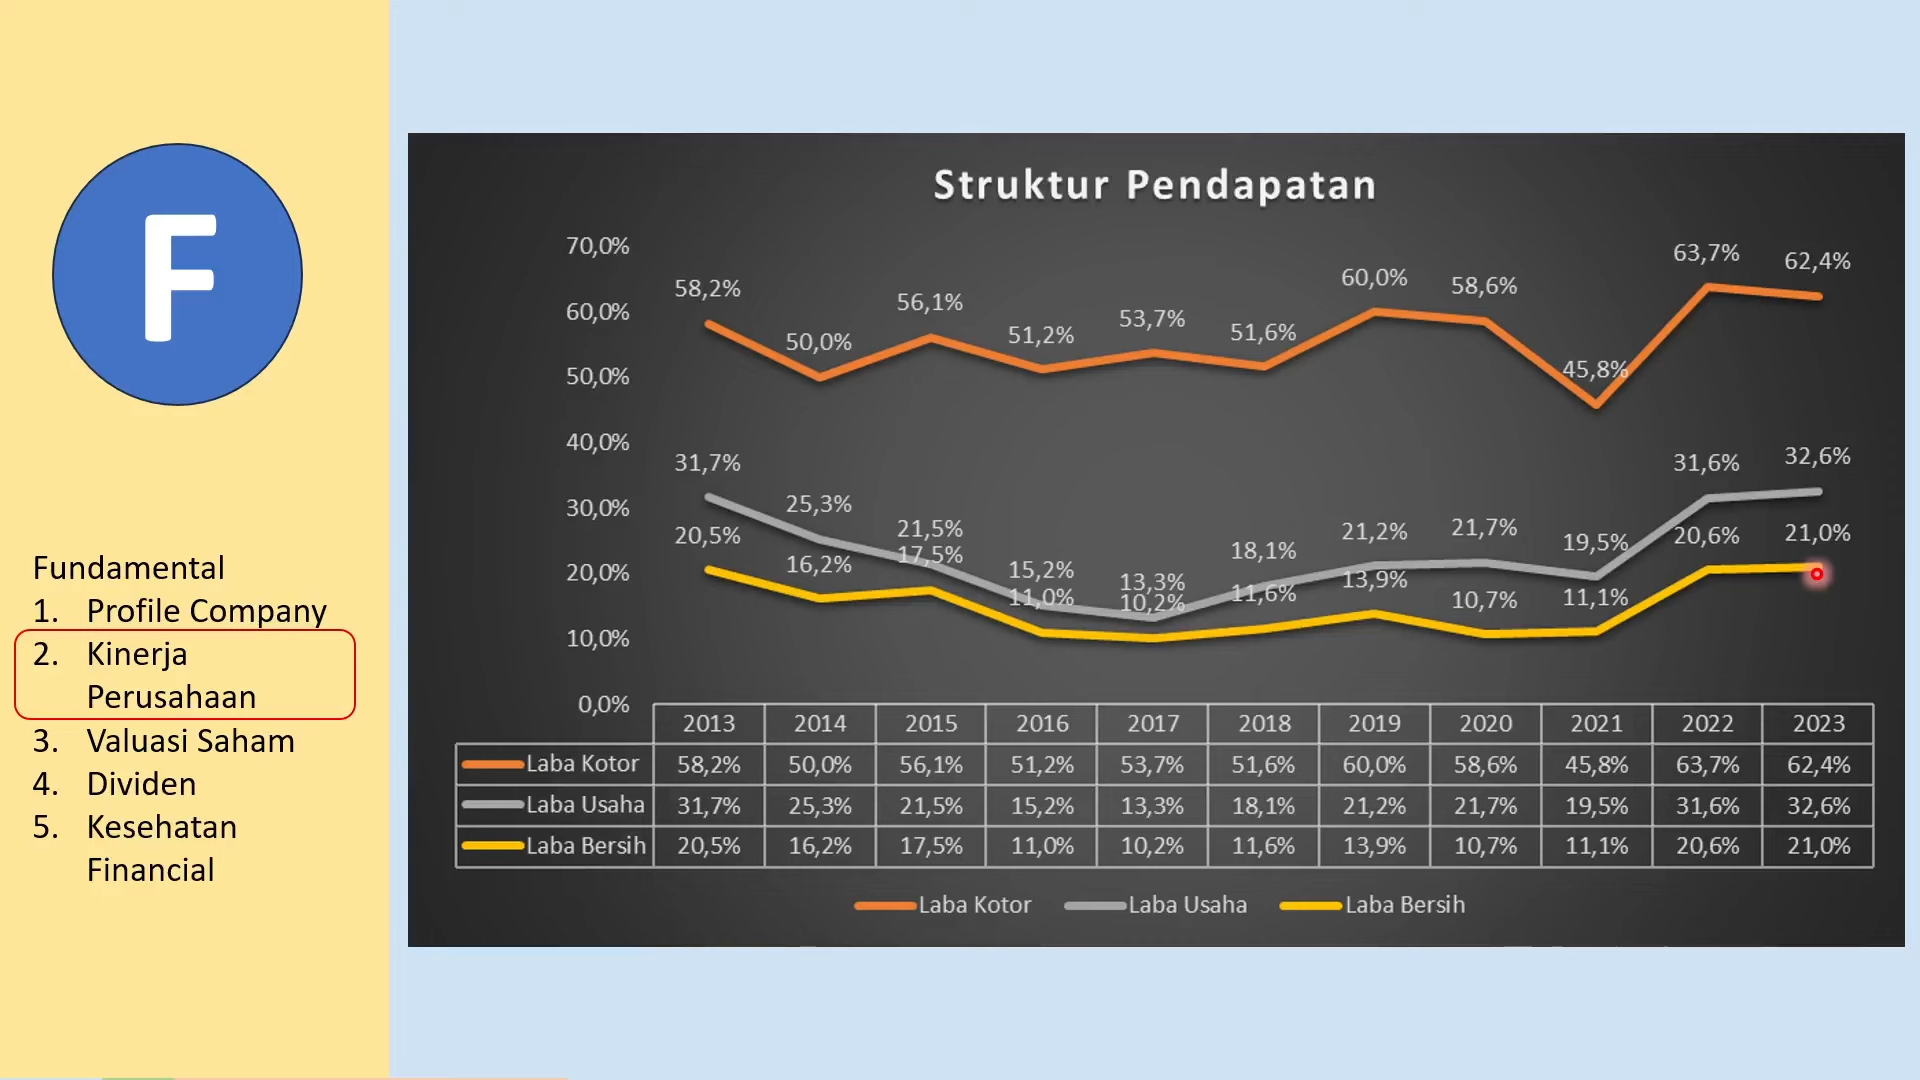 F
Fundamental
1. Profile Company
2. Kinerja
Perusahaan
3. Valuasi Saham
4. Dividen
5. Kesehatan
Financial
Struktur Pendapatan
70,0%
60,0%
50,0%
40,0%
30,0%
20,0%
10,0%
0,0%
58,2% 50,0% 56,1% 51,2% 53,7% 51,6% 60,0% 58,6% 45,8% 63,7% 62,4%
31,7% 25,3% 21,5% 15,2% 13,3% 18,1% 21,2% 21,7% 19,5% 31,6% 32,6%
20,5% 16,2% 17,5% 11,0% 10,2% 11,6% 13,9% 10,7% 11,1% 20,6% 21,0%
2013 2014 2015 2016 2017 2018 2019 2020 2021 2022 2023
Laba Kotor 58,2% 50,0% 56,1% 51,2% 53,7% 51,6% 60,0% 58,6% 45,8% 63,7% 62,4%
Laba Usaha 31,7% 25,3% 21,5% 15,2% 13,3% 18,1% 21,2% 21,7% 19,5% 31,6% 32,6%
Laba Bersih 20,5% 16,2% 17,5% 11,0% 10,2% 11,6% 13,9% 10,7% 11,1% 20,6% 21,0%
Laba Kotor Laba Usaha Laba Bersih